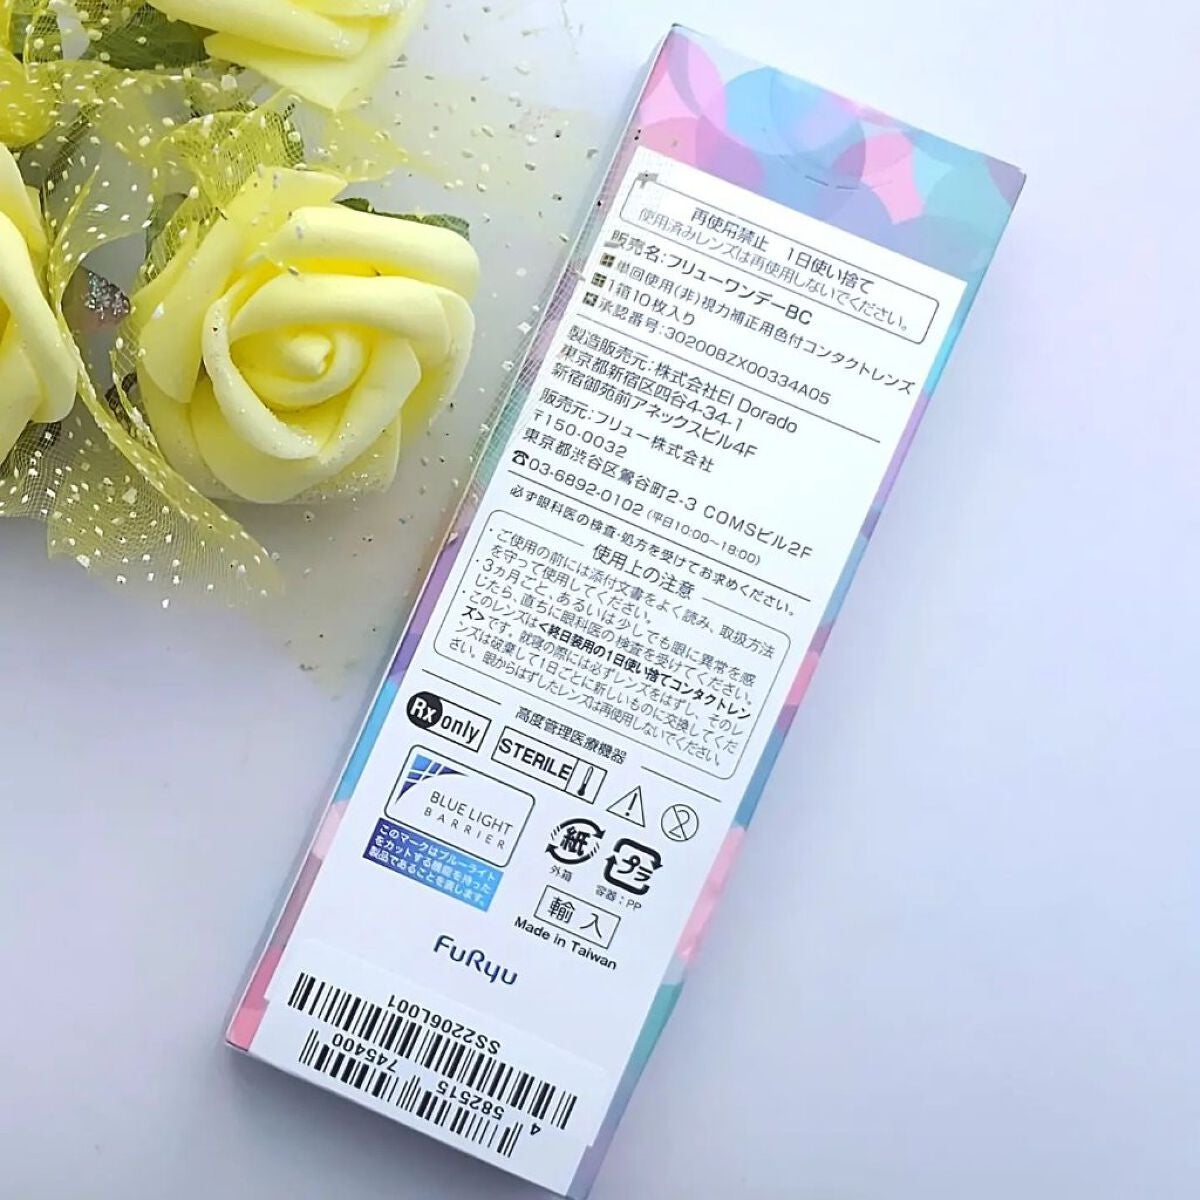 再使用禁止　1日使い捨て
使用済みレンズは再使用しないでください。
販売名：フリューワンデーBC
単回使用(非)視力補正用色付コンタクトレンズ
1箱10枚入り
承認番号：30200BZX00334A05
製造販売元：株式会社El Dorado
東京都新宿区四谷4-34-1
新宿御苑前アネックスビル4F
販売元：フリュー株式会社
〒150-0032
東京都渋谷区鶯谷町2-3 COMSビル2F
☎03-6892-0102 (平日10:00~18:00)
必ず眼科医の検査・処方を受けてお求めください。
使用上の注意
・ご使用の前には添付文書をよく読み、取扱方法
を守って使用してください。
・3ヵ月ごと、あるいは少しでも眼に異常を感
じたら、直ちに眼科医の検査を受けてください。
・このレンズは<終日装用の1日使い捨てコンタクトレン
ズ>です。就寝の際には必ずレンズをはずし、そのレ
ンズは破棄して1日ごとに新しいものに交換してくだ
さい。眼からはずしたレンズは再使用しないでください。
高度管理医療機器
Rx only
STERILE
BLUE LIGHT
BARRIER
このマークはブルーライト
をカットする機能を持った
製品であることを表します。
紙
外箱
プラ
容器：PP
輸入
Made in Taiwan
FuRyu
SS2206L001
4 582515 745400